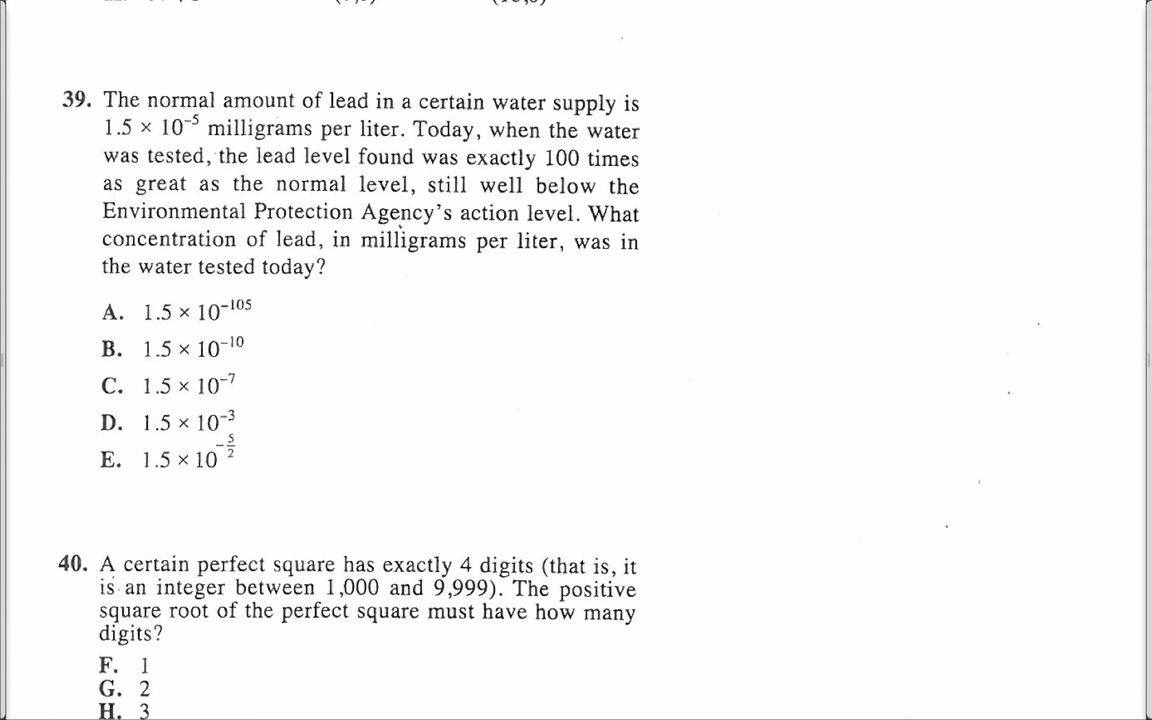 39. The normal amount of lead in a certain water supply is
1.5 × 10⁻⁵ milligrams per liter. Today, when the water
was tested, the lead level found was exactly 100 times
as great as the normal level, still well below the
Environmental Protection Agency's action level. What
concentration of lead, in milligrams per liter, was in
the water tested today?
A. 1.5 × 10⁻¹⁰⁵
B. 1.5 × 10⁻¹⁰
C. 1.5 × 10⁻⁷
D. 1.5 × 10⁻³
E. 1.5 × 10^(-5/2)
40. A certain perfect square has exactly 4 digits (that is, it
is an integer between 1,000 and 9,999). The positive
square root of the perfect square must have how many
digits?
F. 1
G. 2
H. 3